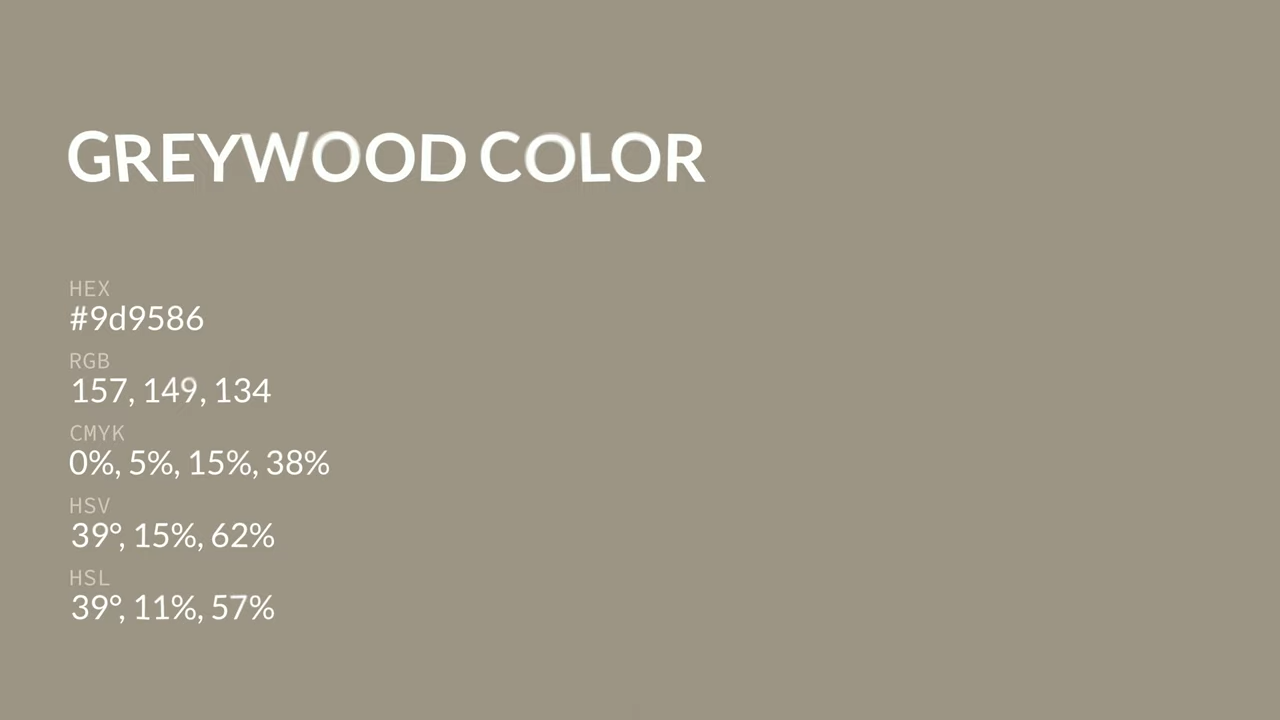 GREYWOOD COLOR
HEX
#9d9586
RGB
157, 149, 134
CMYK
0%, 5%, 15%, 38%
HSV
39°, 15%, 62%
HSL
39°, 11%, 57%